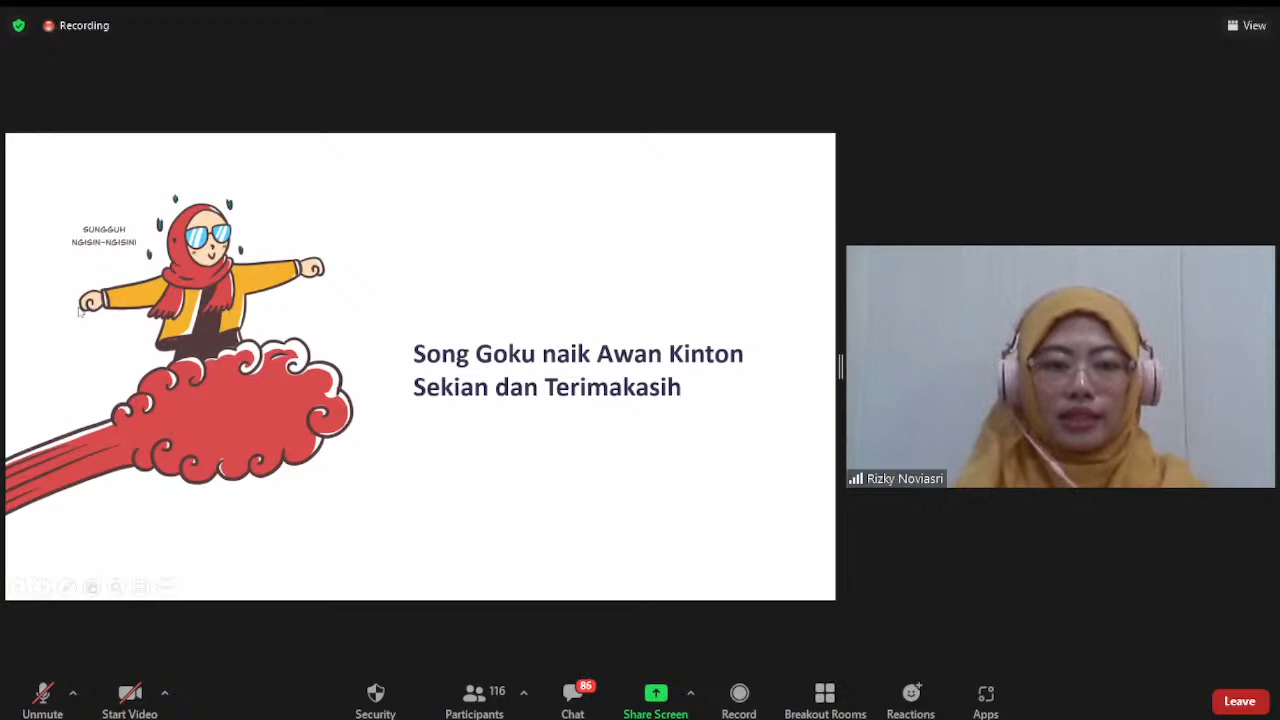 Recording
View
SUNGGUH
NGISIN-NGISINI
Song Goku naik Awan Kinton
Sekian dan Terimakasih
Rizky Noviasri
116
86
Unmute
Start Video
Security
Participants
Chat
Share Screen
Record
Breakout Rooms
Reactions
Apps
Leave